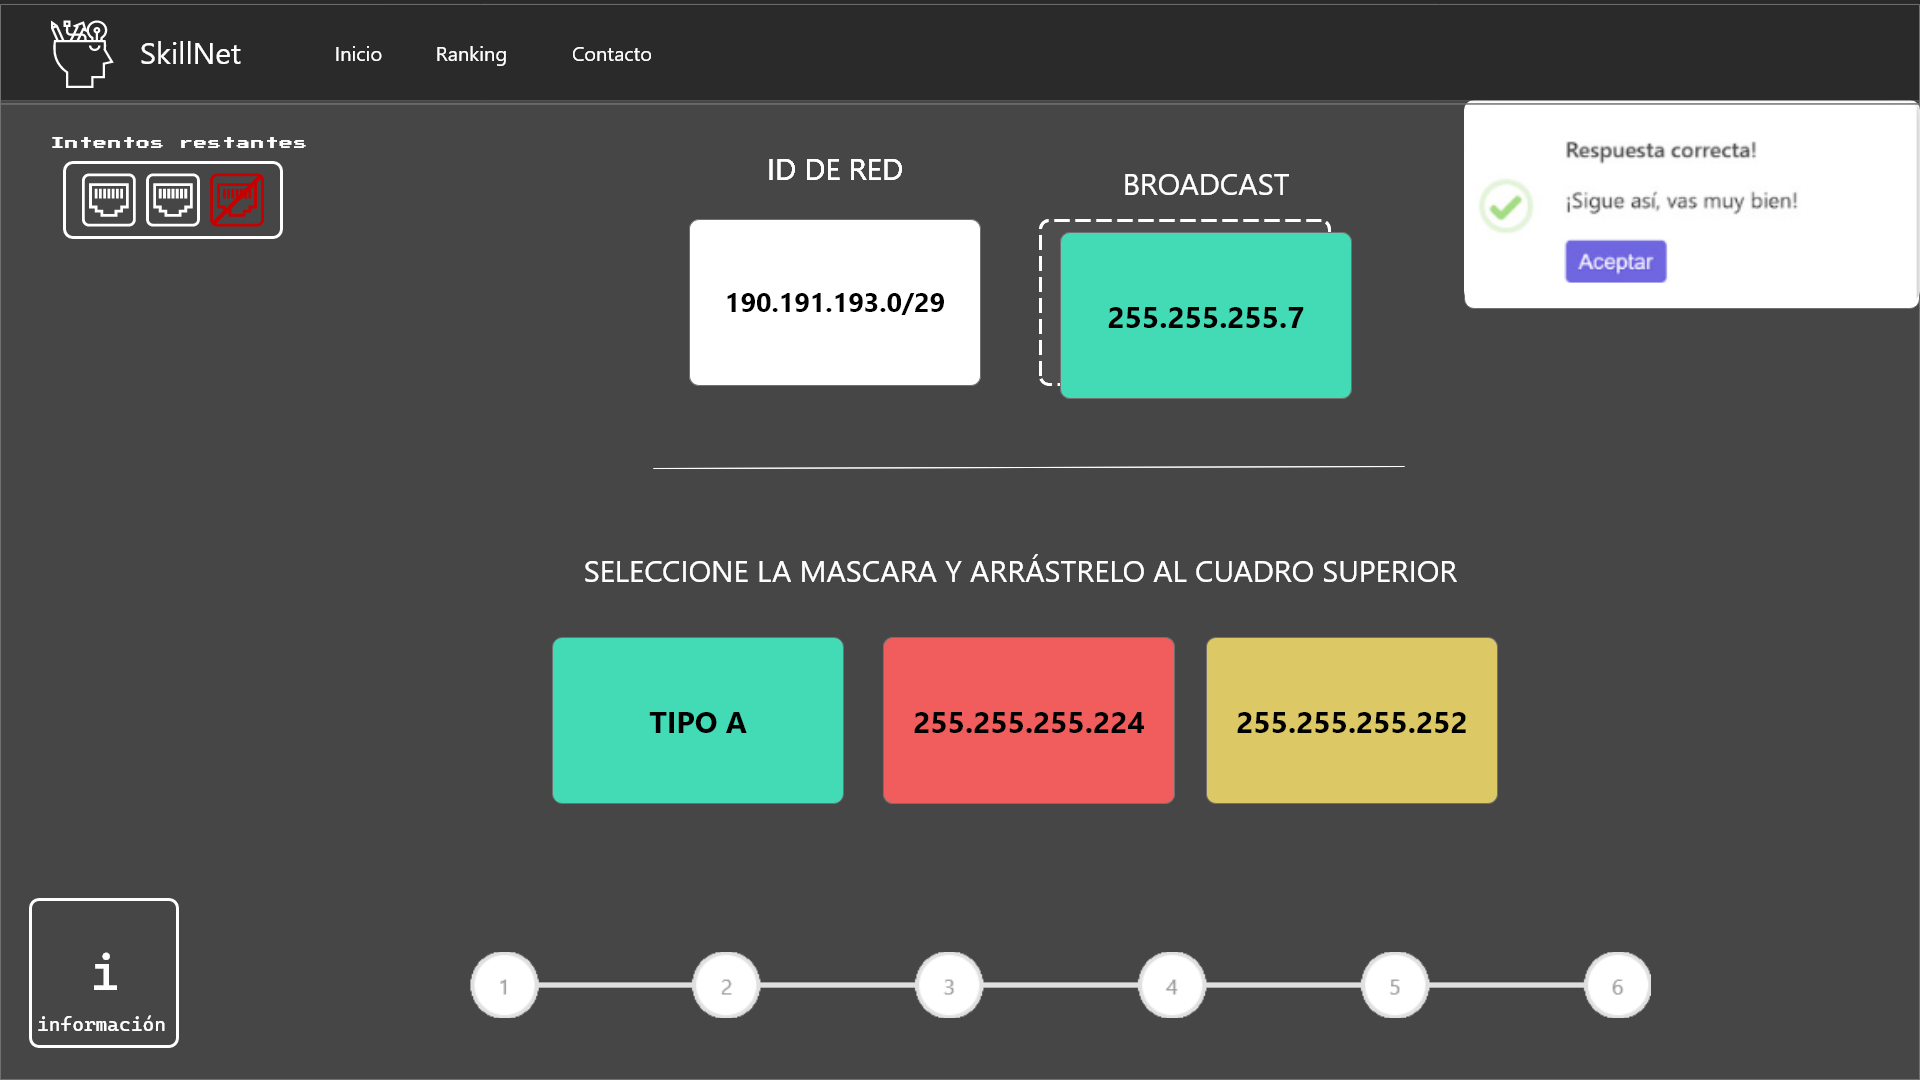 SkillNet
Inicio
Ranking
Contacto
Intentos restantes
ID DE RED
BROADCAST
190.191.193.0/29
255.255.255.7
Respuesta correcta!
¡Sigue así, vas muy bien!
Aceptar
SELECCIONE LA MASCARA Y ARRÁSTRELO AL CUADRO SUPERIOR
TIPO A
255.255.255.224
255.255.255.252
i
información
1
2
3
4
5
6